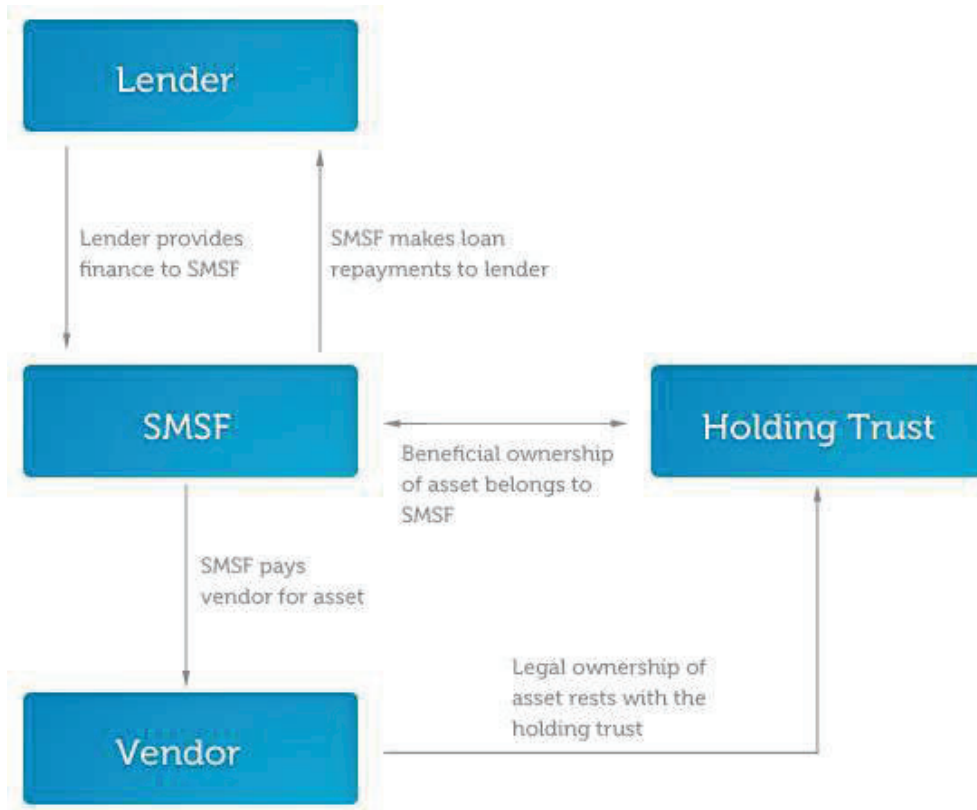 Lender
Lender provides
finance to SMSF
SMSF makes loan
repayments to lender
SMSF
Holding Trust
Beneficial ownership
of asset belongs to
SMSF
SMSF pays
vendor for asset
Legal ownership of
asset rests with the
holding trust
Vendor